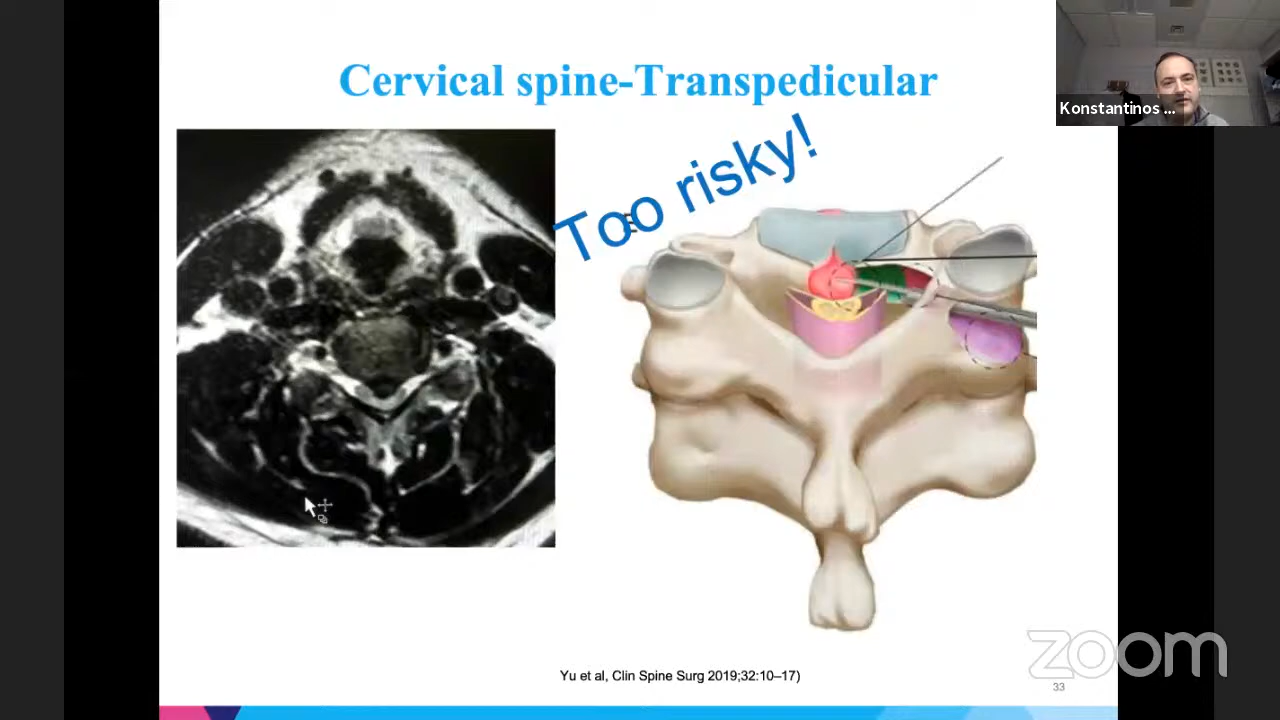 Cervical spine-Transpedicular
Konstantinos ...
Too risky!
Yu et al, Clin Spine Surg 2019;32:10–17)
zoom
33